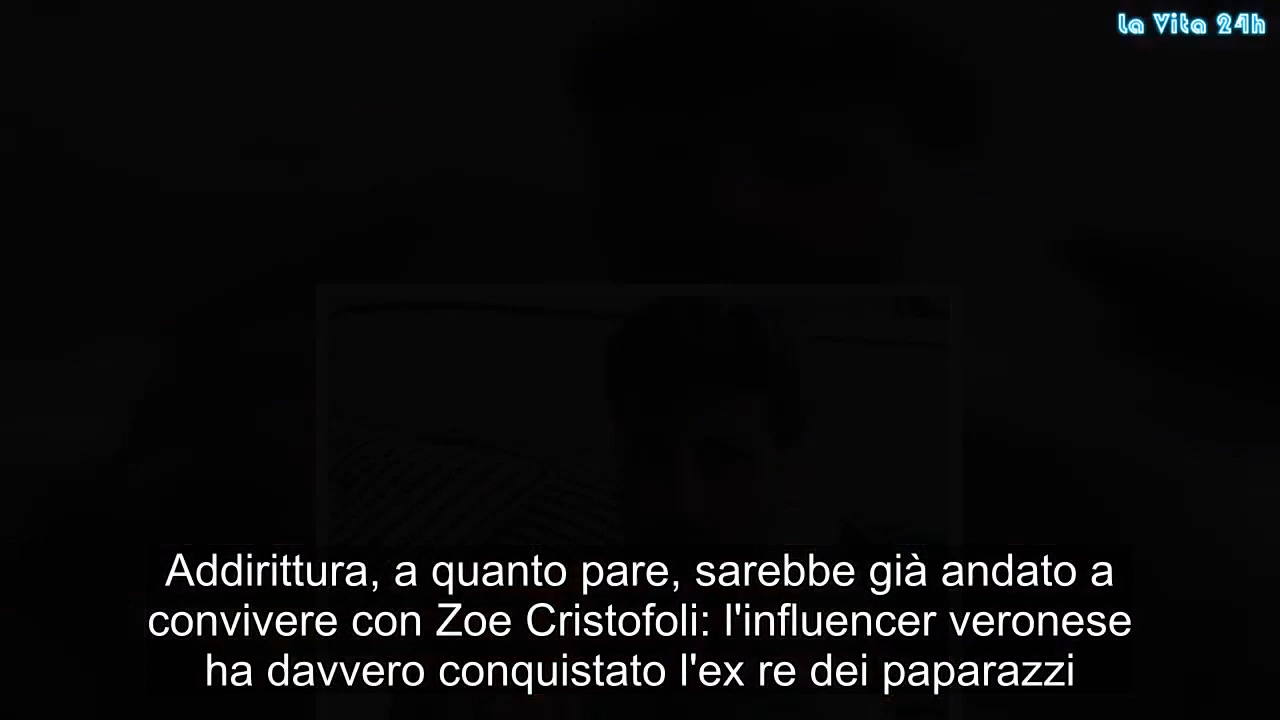 la Vita 24h
Addirittura, a quanto pare, sarebbe già andato a
convivere con Zoe Cristofoli: l'influencer veronese
ha davvero conquistato l'ex re dei paparazzi